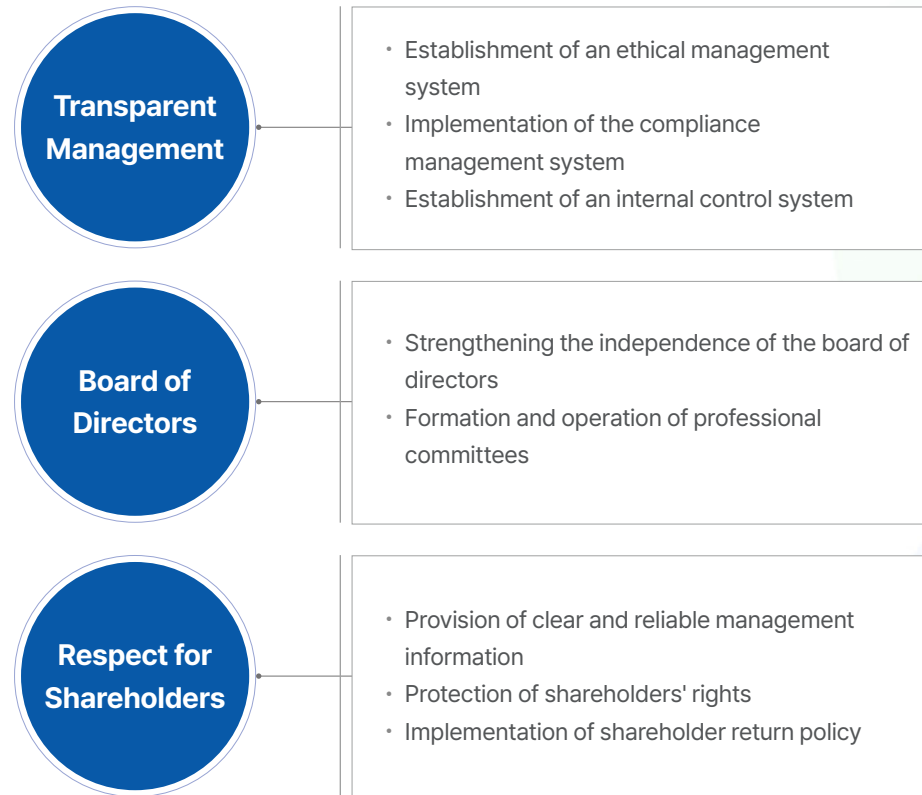 Transparent
Management
• Establishment of an ethical management
system
• Implementation of the compliance
management system
• Establishment of an internal control system
Board of
Directors
• Strengthening the independence of the board of
directors
• Formation and operation of professional
committees
Respect for
Shareholders
• Provision of clear and reliable management
information
• Protection of shareholders' rights
• Implementation of shareholder return policy